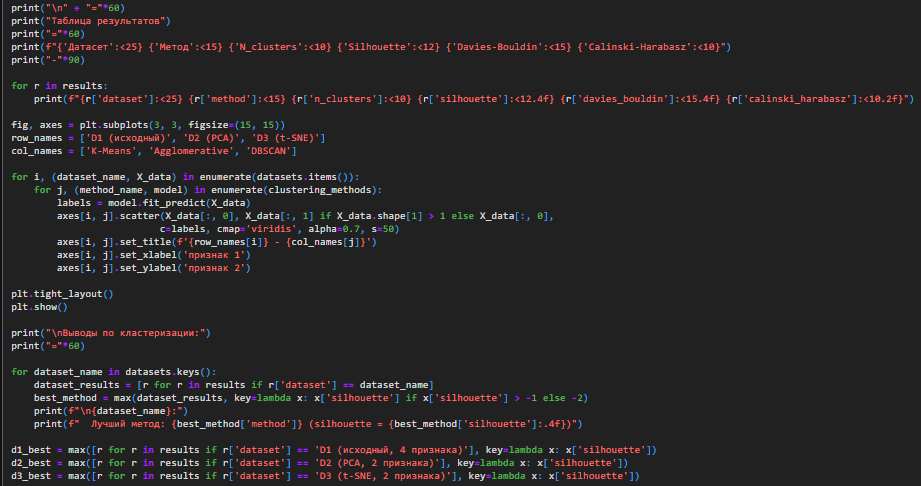 print("\n" + "="*60)
print("Таблица результатов")
print("="*60)
print(f"{'Датасет':<25} {'Метод':<15} {'N_clusters':<10} {'Silhouette':<12} {'Davies-Bouldin':<15} {'Calinski-Harabasz':<10}")
print("-"*90)

for r in results:
    print(f"{r['dataset']:<25} {r['method']:<15} {r['n_clusters']:<10} {r['silhouette']:<12.4f} {r['davies_bouldin']:<15.4f} {r['calinski_harabasz']:<10.2f}")

fig, axes = plt.subplots(3, 3, figsize=(15, 15))
row_names = ['D1 (исходный)', 'D2 (PCA)', 'D3 (t-SNE)']
col_names = ['K-Means', 'Agglomerative', 'DBSCAN']

for i, (dataset_name, X_data) in enumerate(datasets.items()):
    for j, (method_name, model) in enumerate(clustering_methods):
        labels = model.fit_predict(X_data)
        axes[i, j].scatter(X_data[:, 0], X_data[:, 1] if X_data.shape[1] > 1 else X_data[:, 0],
                          c=labels, cmap='viridis', alpha=0.7, s=50)
        axes[i, j].set_title(f'{row_names[i]} - {col_names[j]}')
        axes[i, j].set_xlabel('признак 1')
        axes[i, j].set_ylabel('признак 2')

plt.tight_layout()
plt.show()

print("\nВыводы по кластеризации:")
print("="*60)

for dataset_name in datasets.keys():
    dataset_results = [r for r in results if r['dataset'] == dataset_name]
    best_method = max(dataset_results, key=lambda x: x['silhouette'] if x['silhouette'] > -1 else -2)
    print(f"\n{dataset_name}:")
    print(f"  Лучший метод: {best_method['method']} (silhouette = {best_method['silhouette']:.4f})")

d1_best = max([r for r in results if r['dataset'] == 'D1 (исходный, 4 признака)'], key=lambda x: x['silhouette'])
d2_best = max([r for r in results if r['dataset'] == 'D2 (PCA, 2 признака)'], key=lambda x: x['silhouette'])
d3_best = max([r for r in results if r['dataset'] == 'D3 (t-SNE, 2 признака)'], key=lambda x: x['silhouette'])